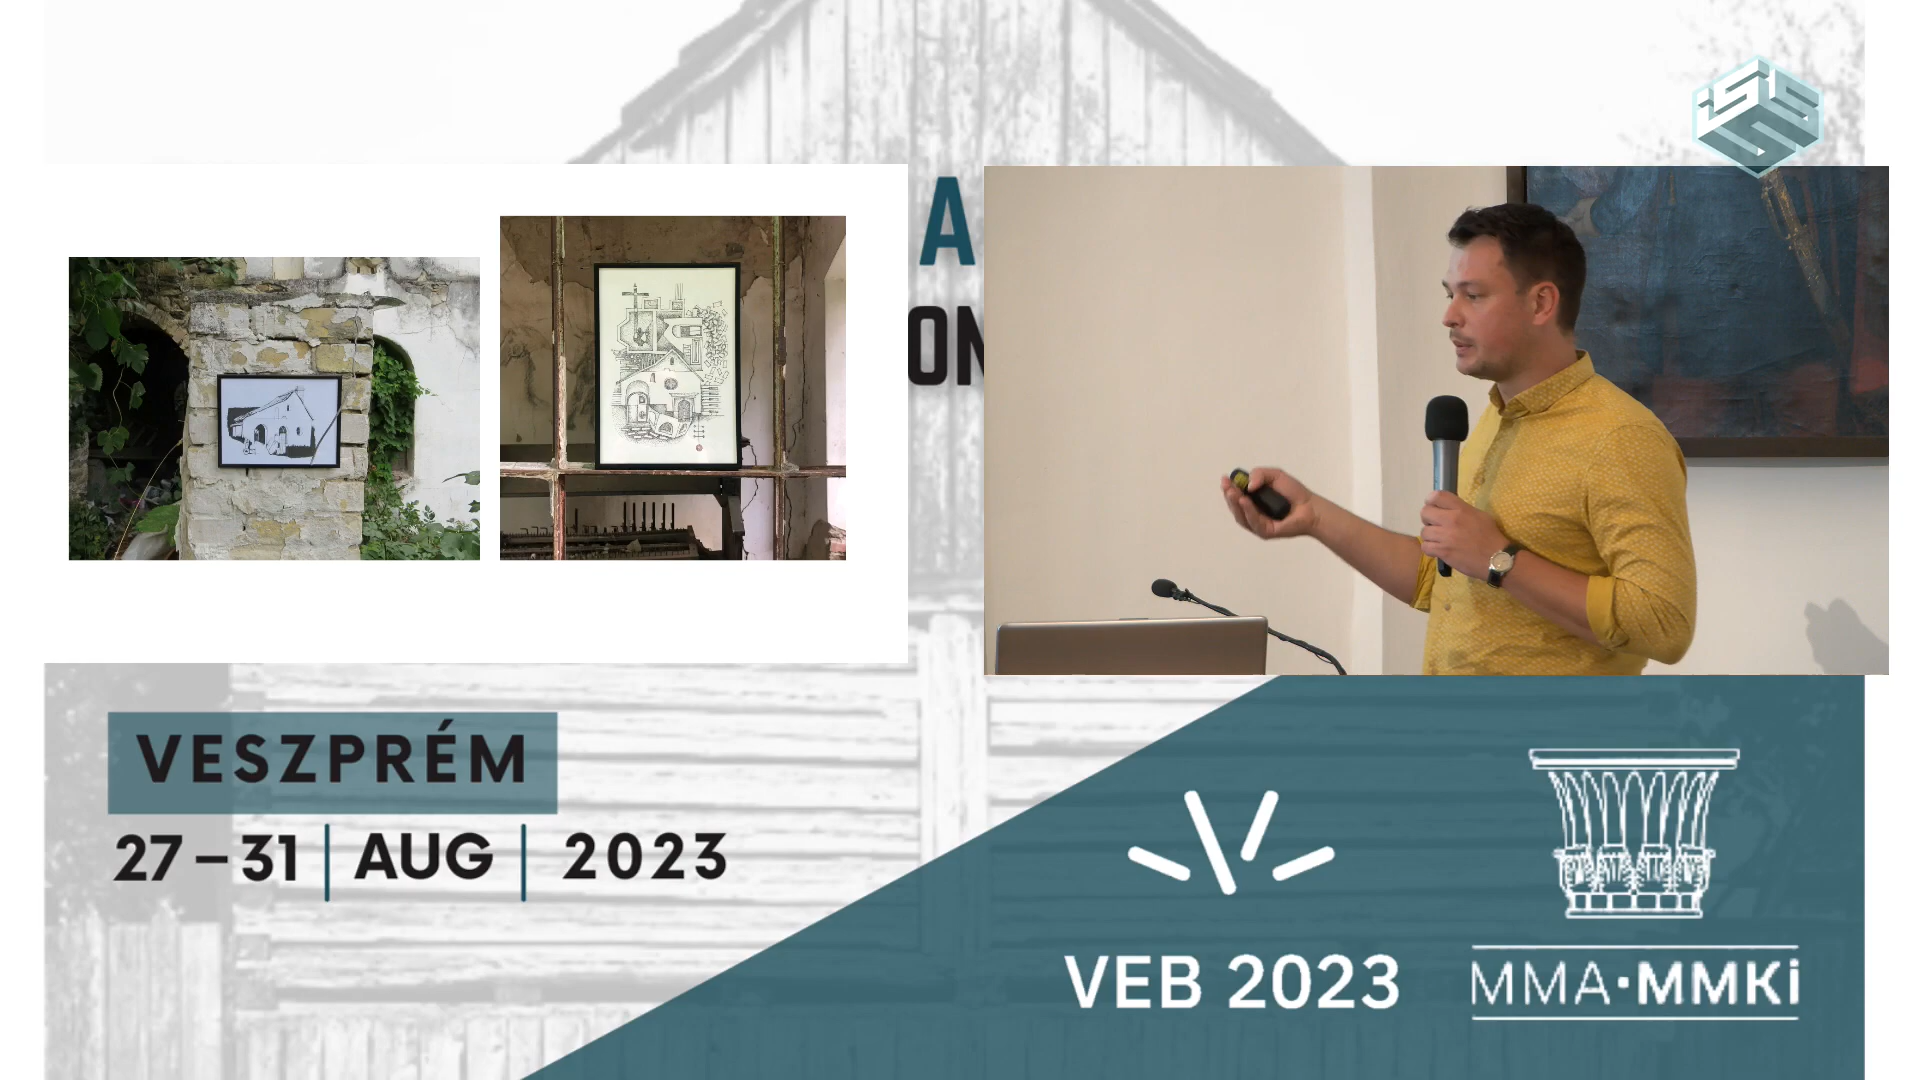 A
ON
VESZPRÉM
27–31 | AUG | 2023
VEB 2023
MMA·MMKi